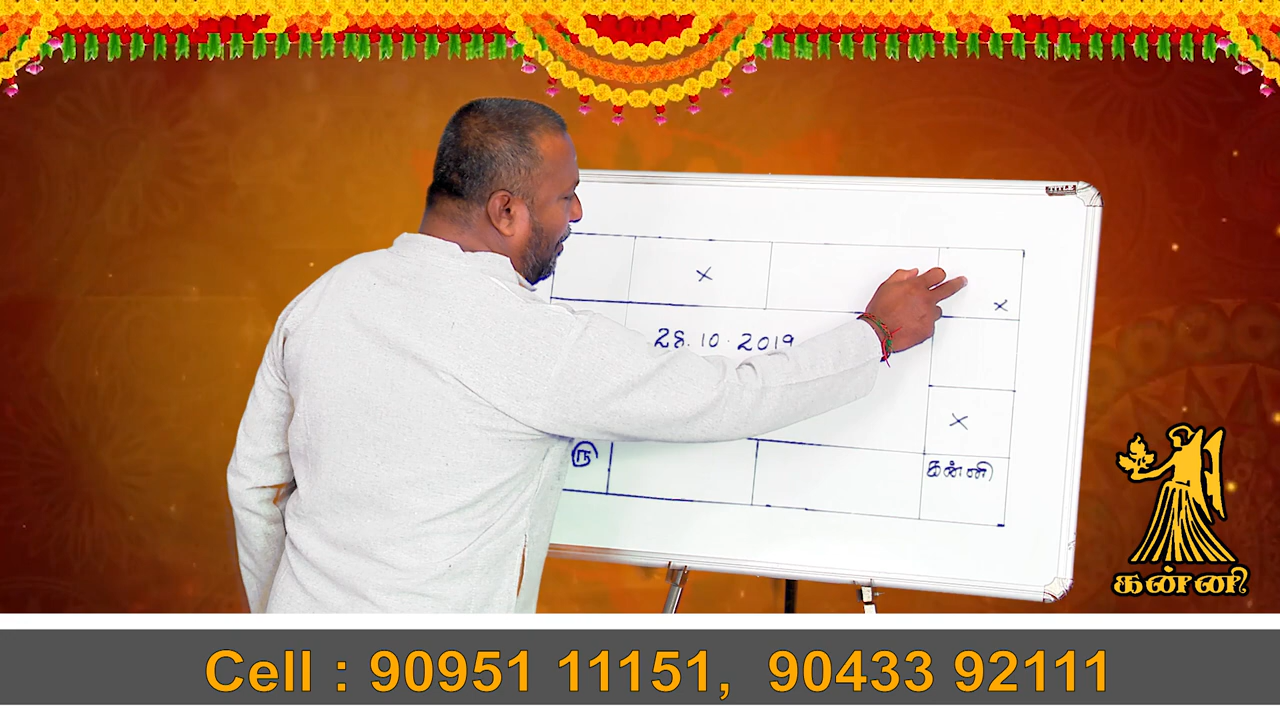 ×
×
28.10.2019
×
கன்னி
கன்னி
Cell : 90951 11151, 90433 92111